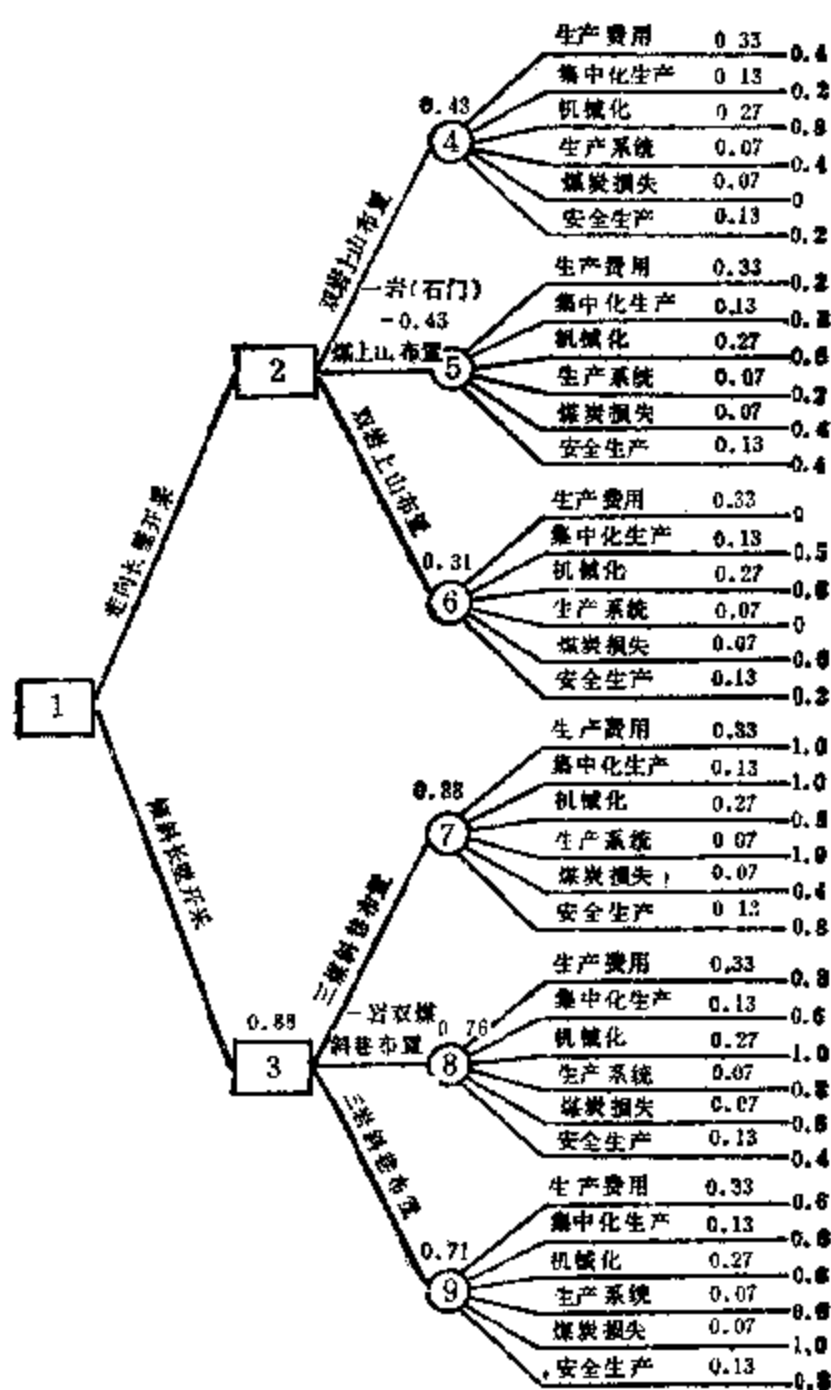 生产费用 0.33 0.4
集中化生产 0.13 0.2
0.43
机械化 0.27
④ 生产系统 0.07 0.4
煤炭损失 0.07 0
安全生产 0.13 0.2
双岩上山布置
一岩(石门)
-0.43
煤上山布置
生产费用 0.33 0.2
集中化生产 0.13
机械化 0.27
2
⑤ 生产系统 0.07 0.2
煤炭损失 0.07 0.4
安全生产 0.13 0.4
双岩上山布置
走向长壁开采
生产费用 0.33 0
集中化生产 0.13
0.31
机械化 0.27
⑥ 生产系统 0.07 0
煤炭损失 0.07
安全生产 0.13 0.2
1
生产费用 0.33 1.0
集中化生产 0.13 1.0
0.88
机械化 0.27
⑦ 生产系统 0.07 1.0
煤炭损失 0.07 0.4
安全生产
倾斜长壁开采
三煤斜巷布置
生产费用 0.33
0.88
一岩双煤
0.76
集中化生产 0.13 0.6
斜巷布置
机械化 0.27 1.0
3
⑧ 生产系统 0.07
煤炭损失 0.07
安全生产 0.13 0.4
三岩斜巷布置
生产费用 0.33 0.6
0.71
集中化生产 0.13
机械化 0.27
⑨ 生产系统 0.07
煤炭损失 0.07 1.0
安全生产 0.13